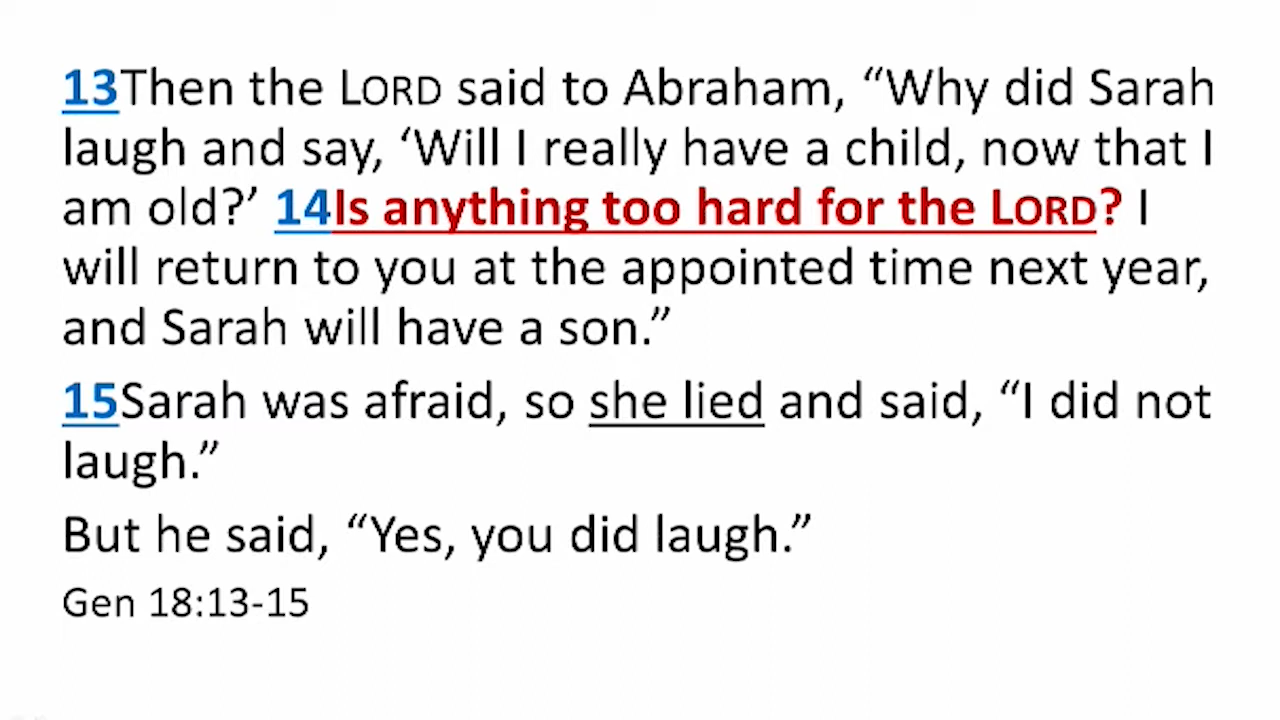 13Then the LORD said to Abraham, “Why did Sarah
laugh and say, ‘Will I really have a child, now that I
am old?’ 14Is anything too hard for the LORD? I
will return to you at the appointed time next year,
and Sarah will have a son.”
15Sarah was afraid, so she lied and said, “I did not
laugh.”
But he said, “Yes, you did laugh.”
Gen 18:13-15